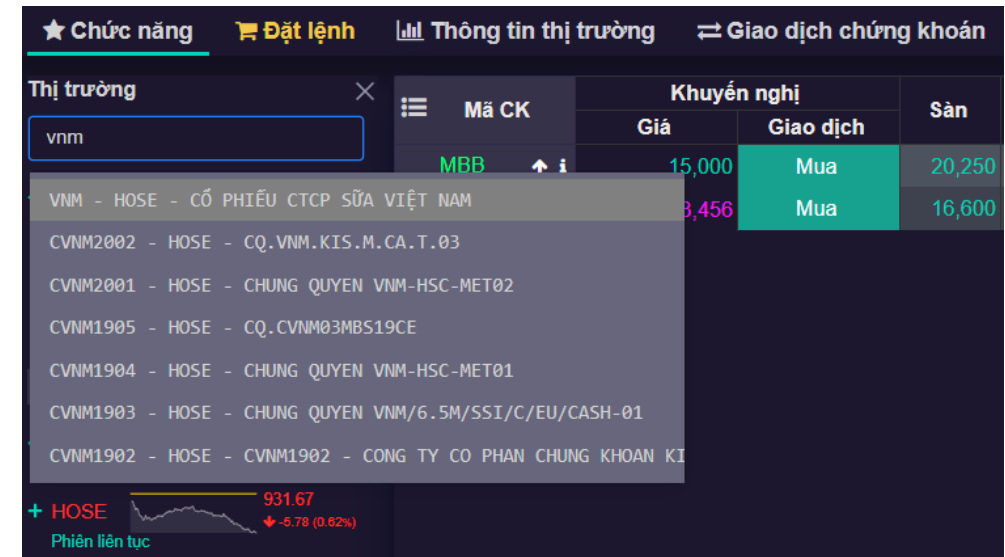 Chức năng Đặt lệnh Thông tin thị trường Giao dịch chứng khoán
Thị trường
vnm
Mã CK Khuyến nghị Sàn
Giá Giao dịch
MBB 15,000 Mua 20,250
3,456 Mua 16,600
VNM - HOSE - CỔ PHIẾU CTCP SỮA VIỆT NAM
CVNM2002 - HOSE - CQ.VNM.KIS.M.CA.T.03
CVNM2001 - HOSE - CHUNG QUYEN VNM-HSC-MET02
CVNM1905 - HOSE - CQ.CVNM03MBS19CE
CVNM1904 - HOSE - CHUNG QUYEN VNM-HSC-MET01
CVNM1903 - HOSE - CHUNG QUYEN VNM/6.5M/SSI/C/EU/CASH-01
CVNM1902 - HOSE - CVNM1902 - CONG TY CO PHAN CHUNG KHOAN KI
+ HOSE 931.67
-5.78 (0.62%)
Phiên liên tục